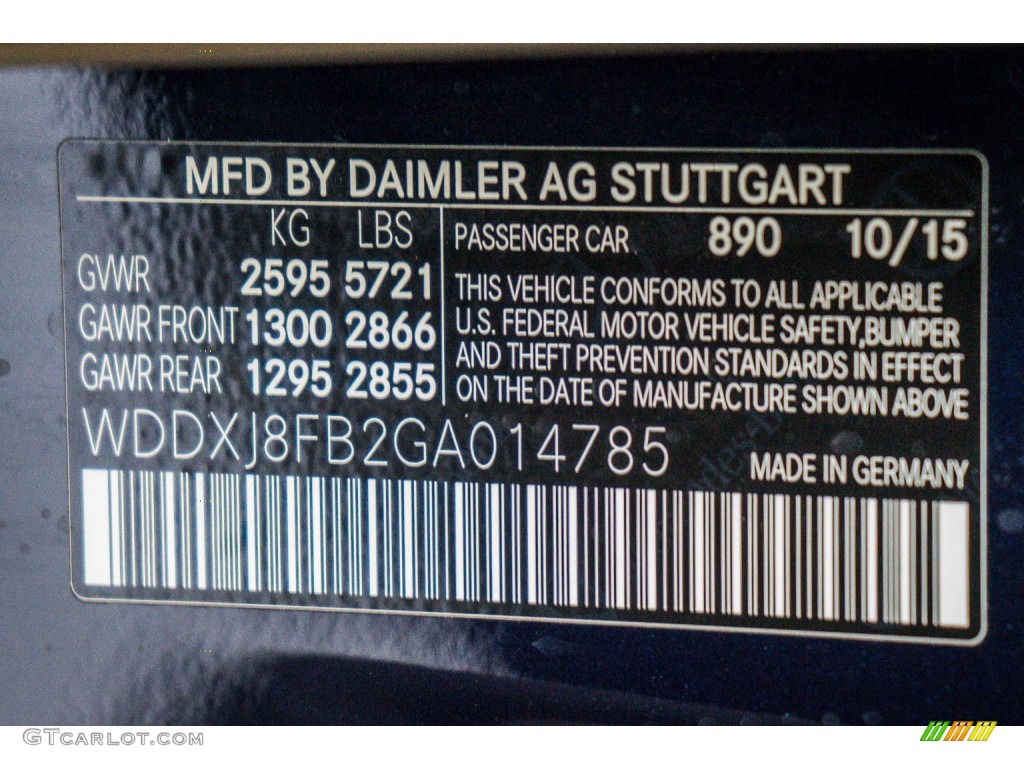 MFD BY DAIMLER AG STUTTGART
KG LBS
GVWR 2595 5721
GAWR FRONT 1300 2866
GAWR REAR 1295 2855
PASSENGER CAR 890 10/15
THIS VEHICLE CONFORMS TO ALL APPLICABLE
U.S. FEDERAL MOTOR VEHICLE SAFETY,BUMPER
AND THEFT PREVENTION STANDARDS IN EFFECT
ON THE DATE OF MANUFACTURE SHOWN ABOVE
WDDXJ8FB2GA014785
MADE IN GERMANY
GTCARLOT.COM